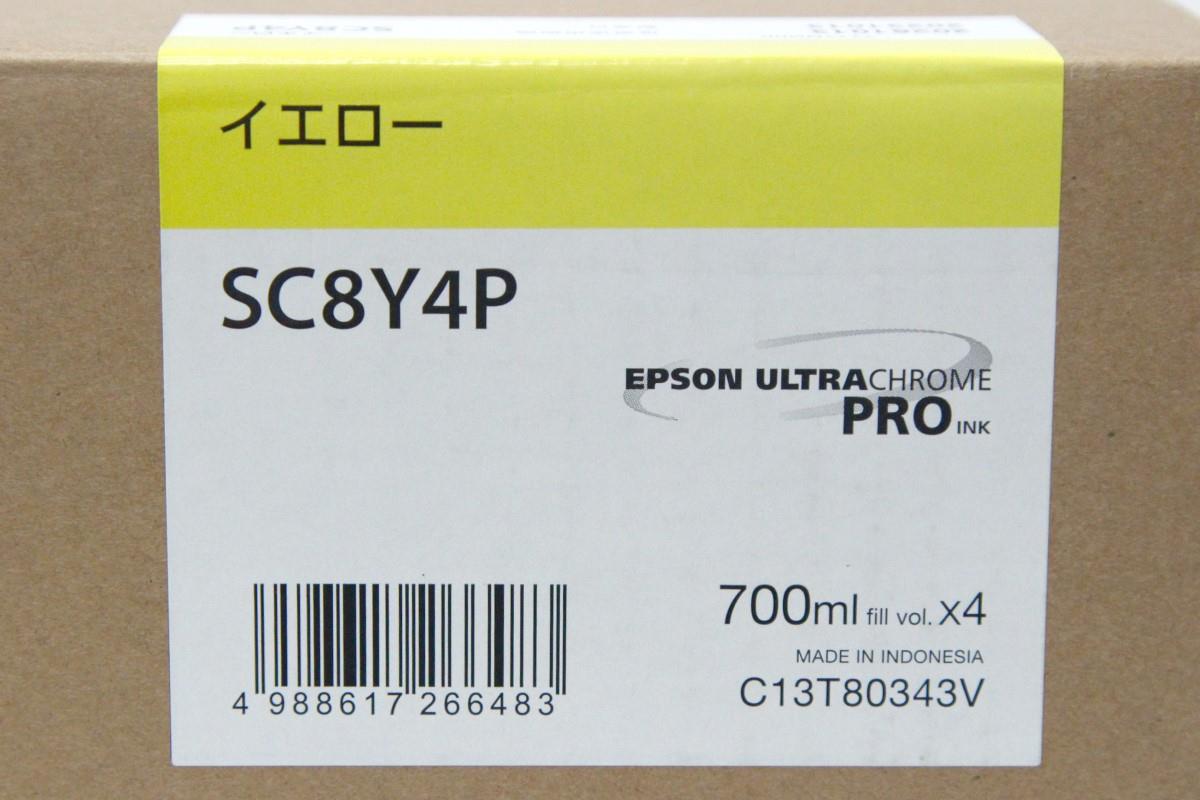 イエロー
SC8Y4P
EPSON ULTRACHROME
PRO INK
700ml fill vol. X4
MADE IN INDONESIA
C13T80343V
4 988617 266483